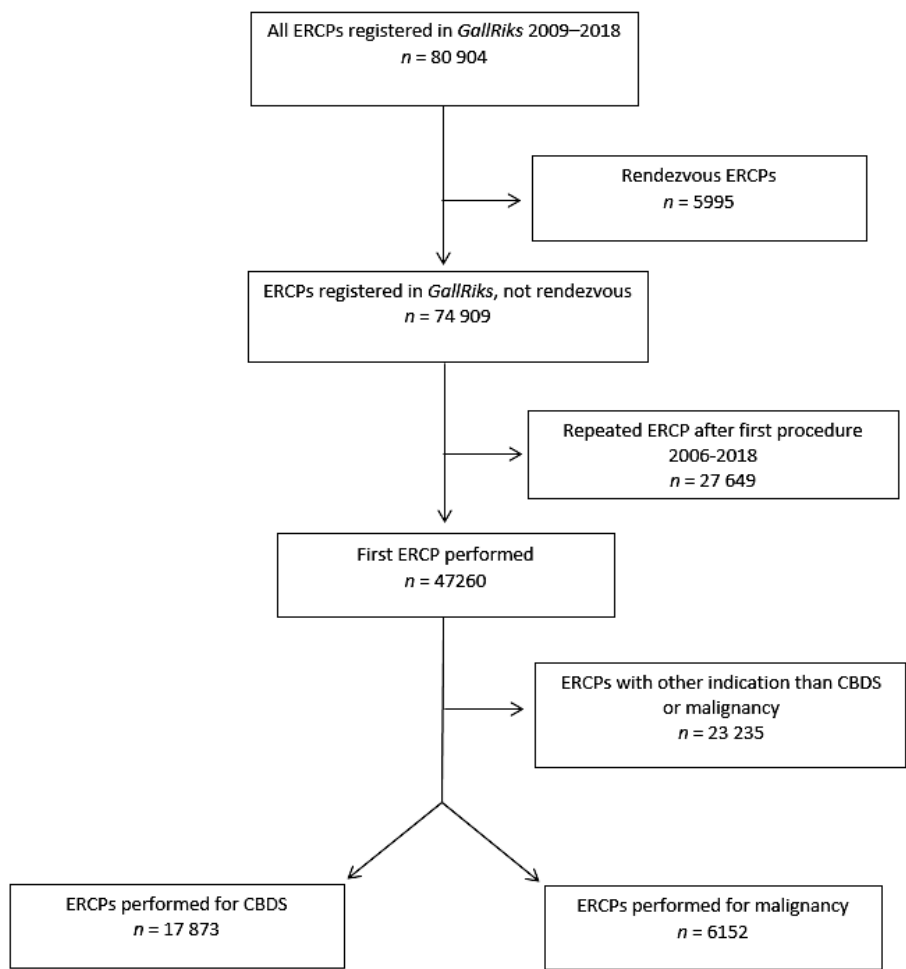 All ERCPs registered in GallRiks 2009–2018
n = 80 904
Rendezvous ERCPs
n = 5995
ERCPs registered in GallRiks, not rendezvous
n = 74 909
Repeated ERCP after first procedure
2006-2018
n = 27 649
First ERCP performed
n = 47260
ERCPs with other indication than CBDS
or malignancy
n = 23 235
ERCPs performed for CBDS
n = 17 873
ERCPs performed for malignancy
n = 6152